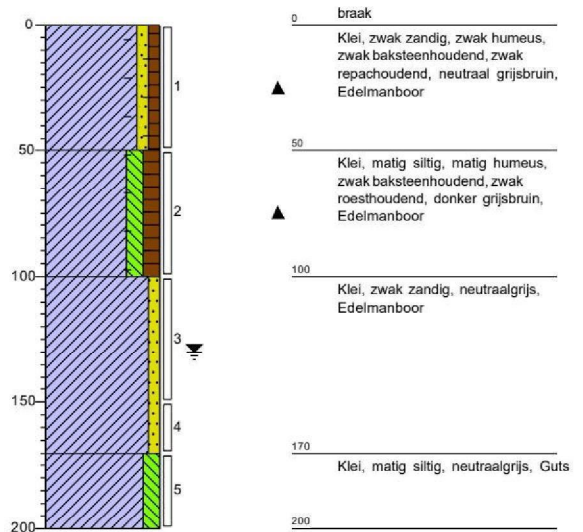 braak
0
0
Klei, zwak zandig, zwak humeus,
zwak baksteenhoudend, zwak
repachoudend, neutraal grijsbruin,
Edelmanboor
1
50
50
Klei, matig siltig, matig humeus,
zwak baksteenhoudend, zwak
roesthoudend, donker grijsbruin,
Edelmanboor
2
100
100
Klei, zwak zandig, neutraalgrijs,
Edelmanboor
3
150
4
170
Klei, matig siltig, neutraalgrijs, Guts
5
200
200